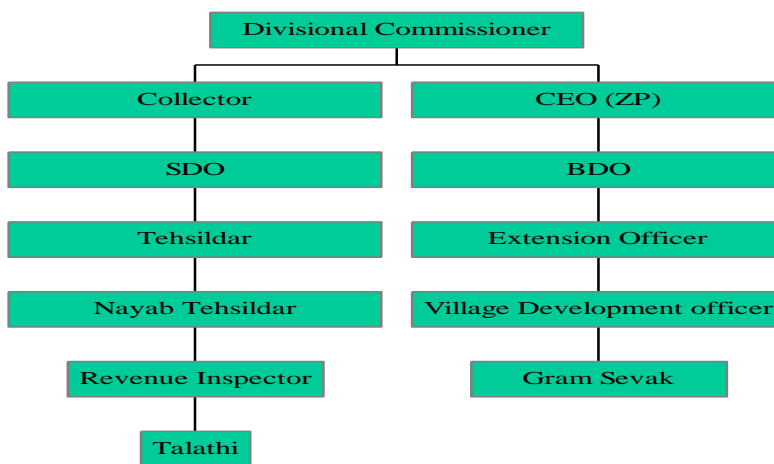 Divisional Commissioner
Collector
CEO (ZP)
SDO
BDO
Tehsildar
Extension Officer
Nayab Tehsildar
Village Development officer
Revenue Inspector
Gram Sevak
Talathi